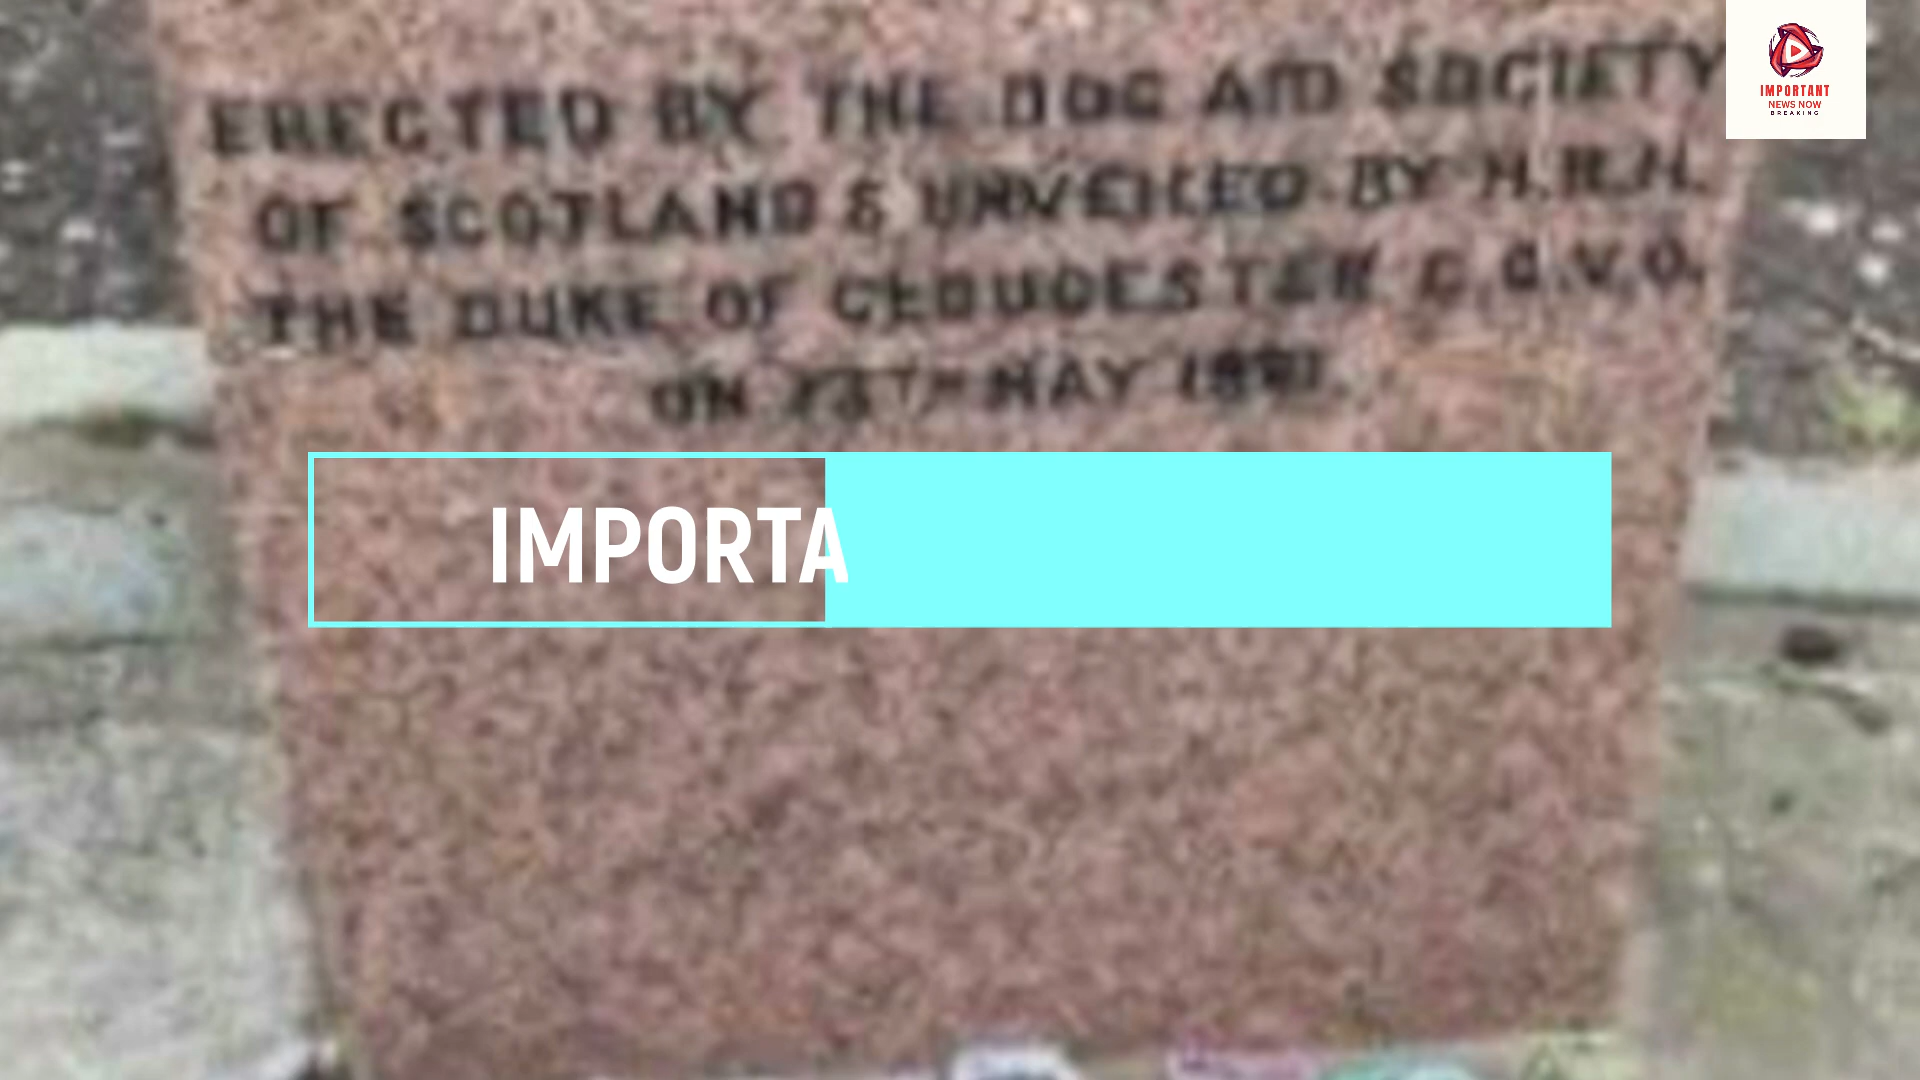 ERECTED BY THE DOG AID SOCIETY
OF SCOTLAND & UNVEILED BY H.R.H.
THE DUKE OF GLOUCESTER G.C.V.O.
ON MAY
IMPORTA
IMPORTANT
NEWS NOW
BREAKING